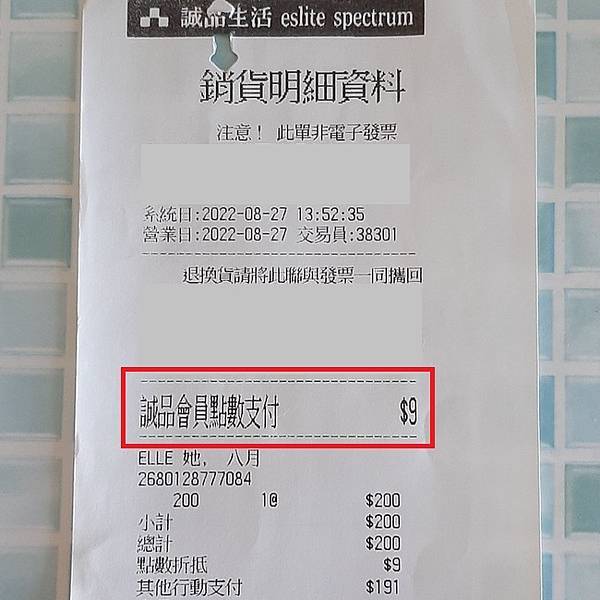 誠品生活 eslite spectrum
銷貨明細資料
注意！ 此單非電子發票
系統日:2022-08-27 13:52:35
營業日:2022-08-27 交易員:38301
退換貨請將此聯與發票一同攜回
誠品會員點數支付 $9
ELLE 她, 八月
2680128777084
200 1@ $200
小計 $200
總計 $200
點數折抵 $9
其他行動支付 $191